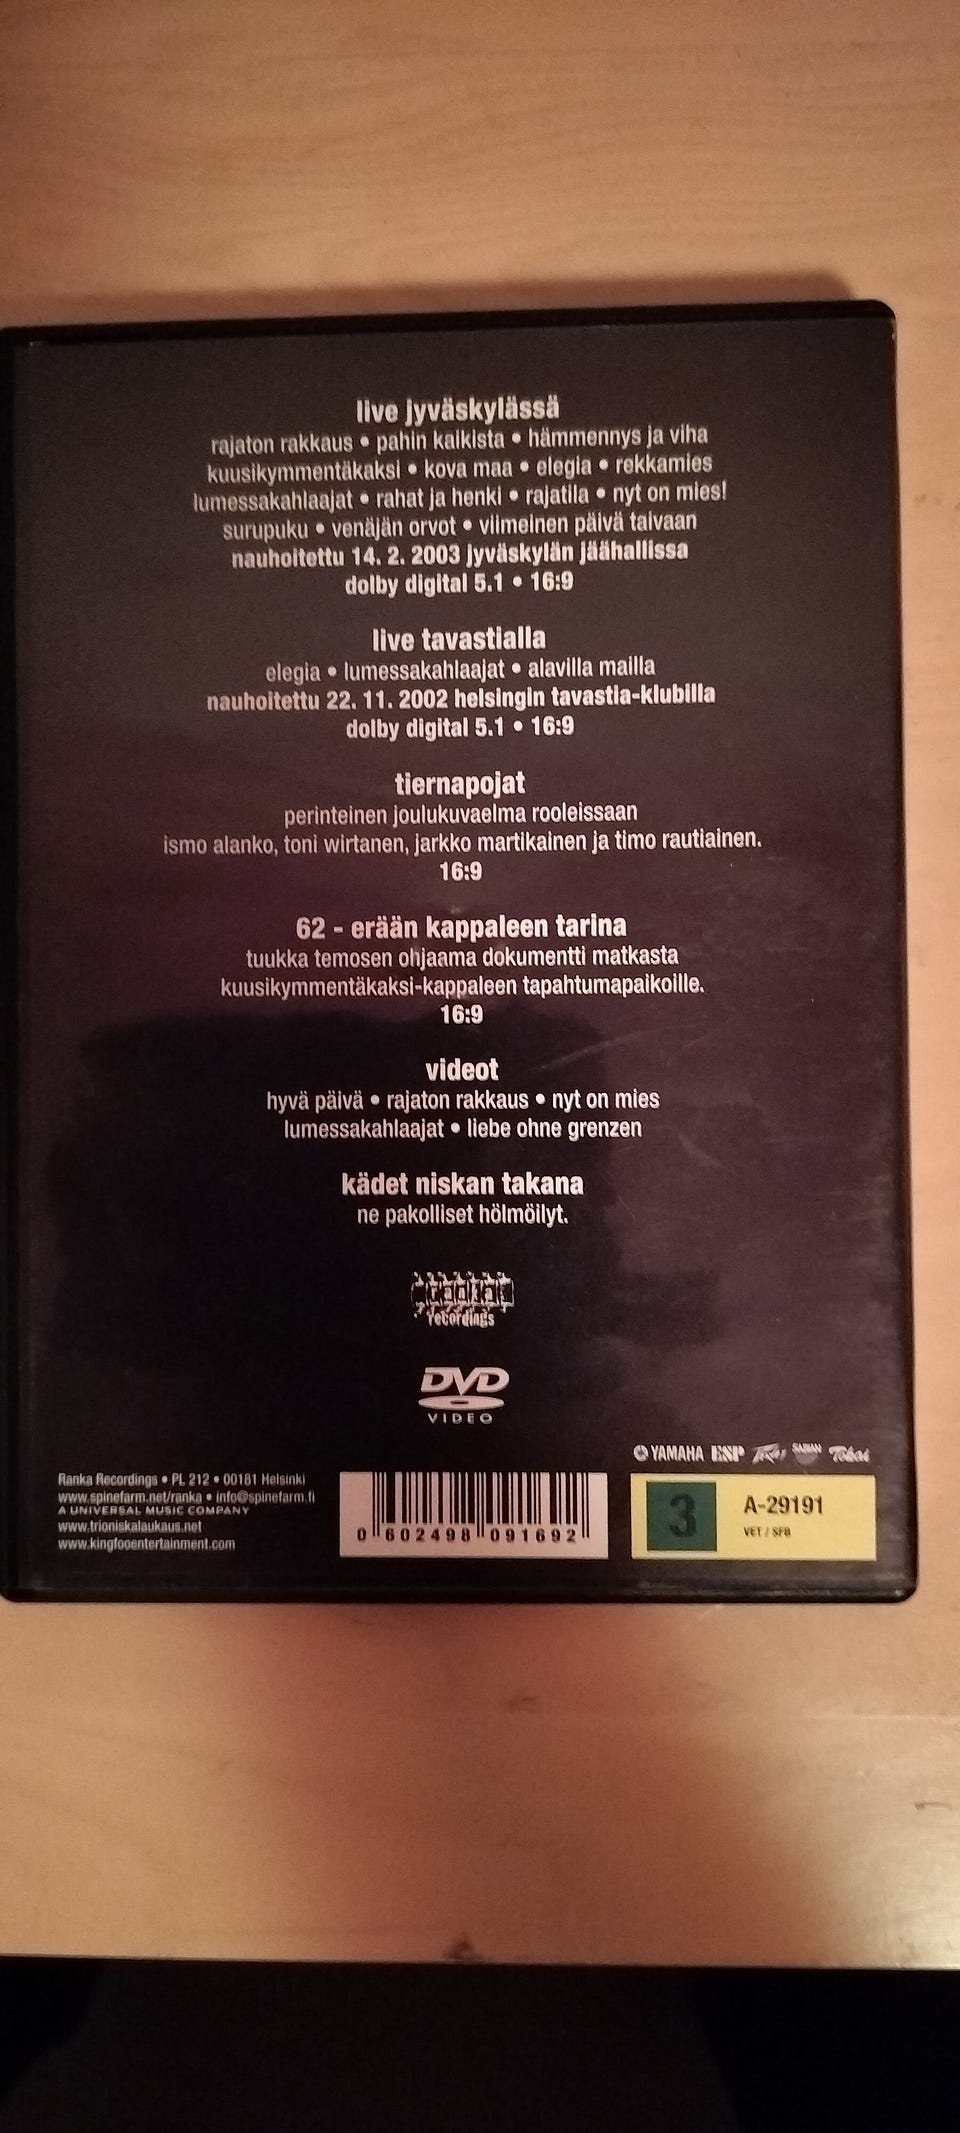 live jyväskylässä
rajaton rakkaus • pahin kaikista • hämmennys ja viha
kuusikymmentäkaksi • kova maa • elegia • rekkamies
lumessakahlaajat • rahat ja henki • rajatila • nyt on mies!
surupuku • venäjän orvot • viimeinen päivä taivaan
nauhoitettu 14. 2. 2003 jyväskylän jäähallissa
dolby digital 5.1 • 16:9
live tavastialla
elegia • lumessakahlaajat • alavilla mailla
nauhoitettu 22. 11. 2002 helsingin tavastia-klubilla
dolby digital 5.1 • 16:9
tiernapojat
perinteinen joulukuvaelma rooleissaan
ismo alanko, toni wirtanen, jarkko martikainen ja timo rautiainen.
16:9
62 - erään kappaleen tarina
tuukka temosen ohjaama dokumentti matkasta
kuusikymmentäkaksi-kappaleen tapahtumapaikoille.
16:9
videot
hyvä päivä • rajaton rakkaus • nyt on mies
lumessakahlaajat • liebe ohne grenzen
kädet niskan takana
ne pakolliset hölmöilyt.
ranka
recordings
DVD
VIDEO
YAMAHA ESP SABIAN Tokai
Ranka Recordings • PL 212 • 00181 Helsinki
www.spinefarm.net/ranka • info@spinefarm.fi
A UNIVERSAL MUSIC COMPANY
www.trioniskalaukaus.net
www.kingfooentertainment.com
0 602498 091692
3
A-29191
VET / SFB